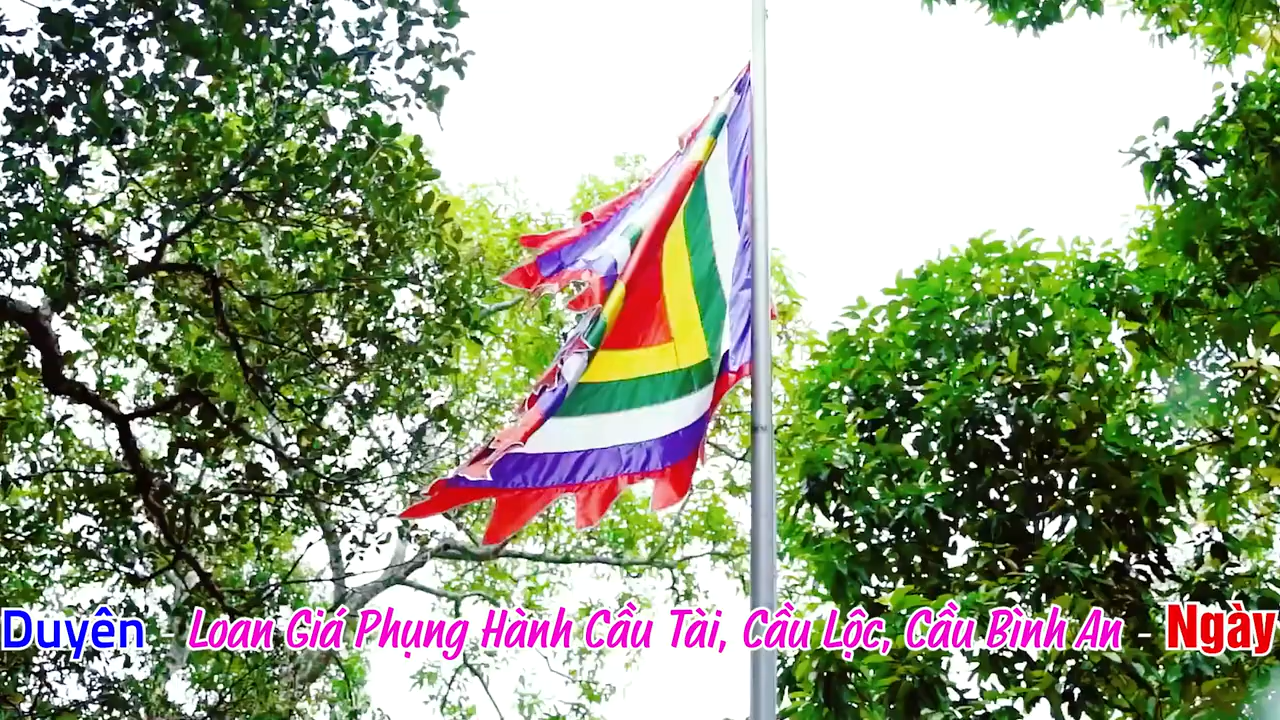 Duyên Loan Giá Phụng Hành Cầu Tài, Cầu Lộc, Cầu Bình An - Ngày